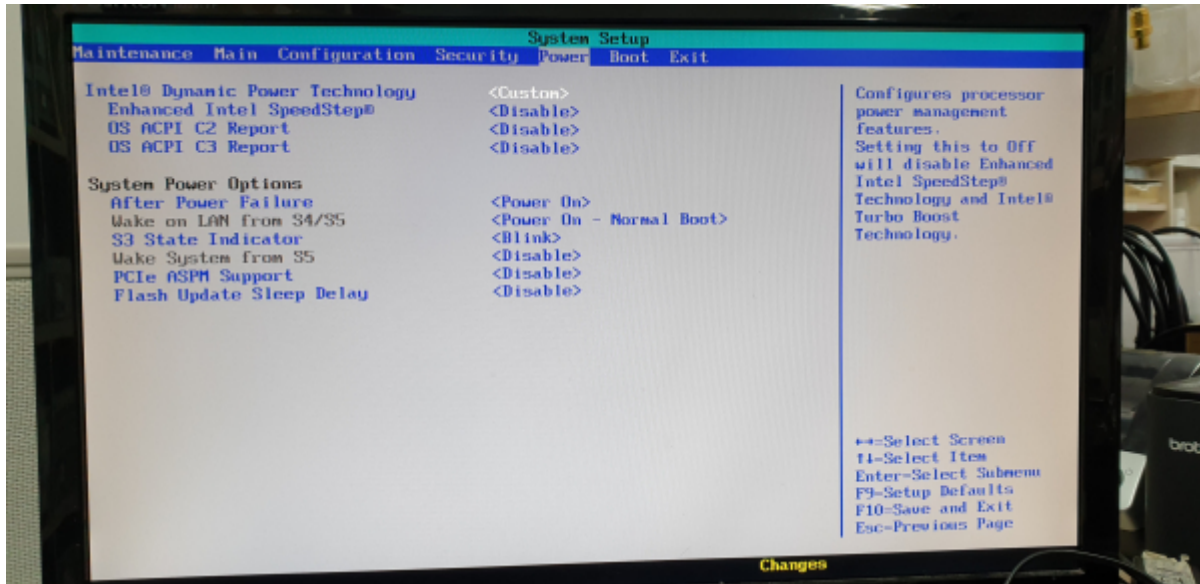 System Setup
Maintenance Main Configuration Security Power Boot Exit
Intel® Dynamic Power Technology <Custom>
Enhanced Intel SpeedStep® <Disable>
OS ACPI C2 Report <Disable>
OS ACPI C3 Report <Disable>
System Power Options
After Power Failure <Power On>
Wake on LAN from S4/S5 <Power On - Normal Boot>
S3 State Indicator <Blink>
Wake System from S5 <Disable>
PCIe ASPM Support <Disable>
Flash Update Sleep Delay <Disable>
Configures processor
power management
features.
Setting this to Off
will disable Enhanced
Intel SpeedStep®
Technology and Intel®
Turbo Boost
Technology.
↔=Select Screen
↑↓=Select Item
Enter=Select Submenu
F9=Setup Defaults
F10=Save and Exit
Esc=Previous Page
Changes